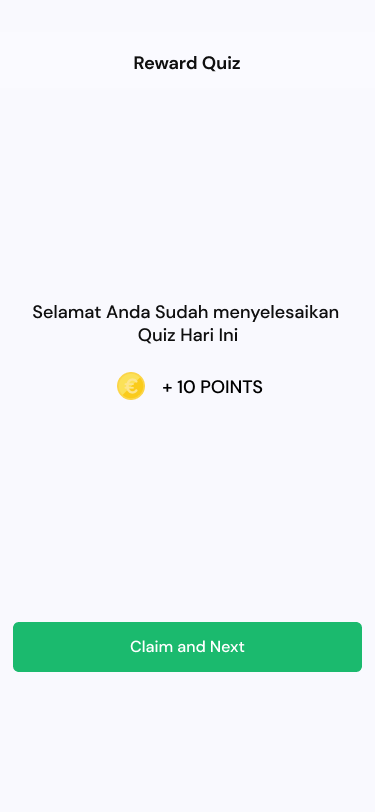 Reward Quiz
Selamat Anda Sudah menyelesaikan
Quiz Hari Ini
€ + 10 POINTS
Claim and Next